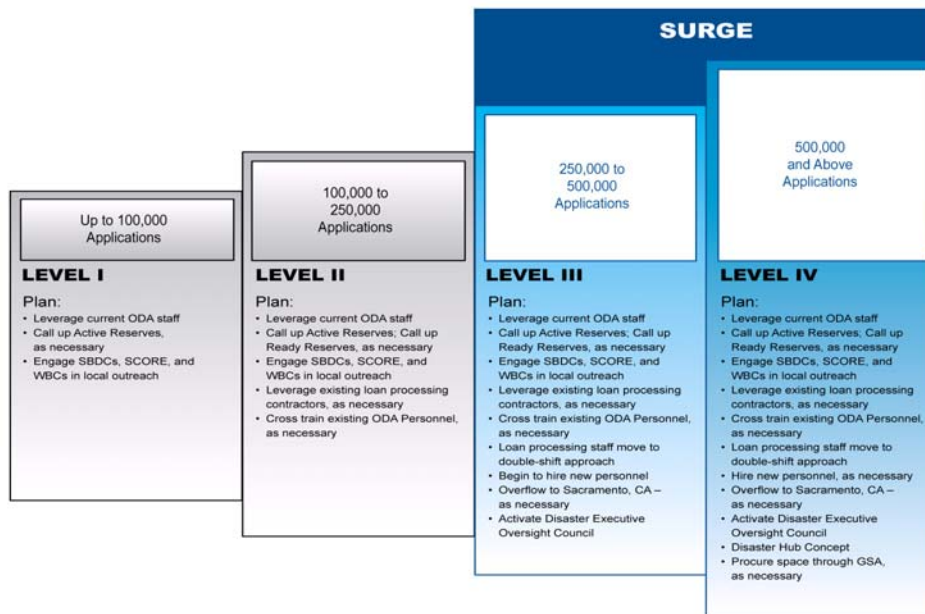 SURGE
Up to 100,000
Applications
LEVEL I
Plan:
• Leverage current ODA staff
• Call up Active Reserves,
as necessary
• Engage SBDCs, SCORE, and
WBCs in local outreach
100,000 to
250,000
Applications
LEVEL II
Plan:
• Leverage current ODA staff
• Call up Active Reserves; Call up
Ready Reserves, as necessary
• Engage SBDCs, SCORE, and
WBCs in local outreach
• Leverage existing loan processing
contractors, as necessary
• Cross train existing ODA Personnel,
as necessary
250,000 to
500,000
Applications
LEVEL III
Plan:
• Leverage current ODA staff
• Call up Active Reserves; Call up
Ready Reserves, as necessary
• Engage SBDCs, SCORE, and
WBCs in local outreach
• Leverage existing loan processing
contractors, as necessary
• Cross train existing ODA Personnel,
as necessary
• Loan processing staff move to
double-shift approach
• Begin to hire new personnel
• Overflow to Sacramento, CA –
as necessary
• Activate Disaster Executive
Oversight Council
500,000
and Above
Applications
LEVEL IV
Plan:
• Leverage current ODA staff
• Call up Active Reserves; Call up
Ready Reserves, as necessary
• Engage SBDCs, SCORE, and
WBCs in local outreach
• Leverage existing loan processing
contractors, as necessary
• Cross train existing ODA Personnel,
as necessary
• Loan processing staff move to
double-shift approach
• Hire new personnel, as necessary
• Overflow to Sacramento, CA –
as necessary
• Activate Disaster Executive
Oversight Council
• Disaster Hub Concept
• Procure space through GSA,
as necessary